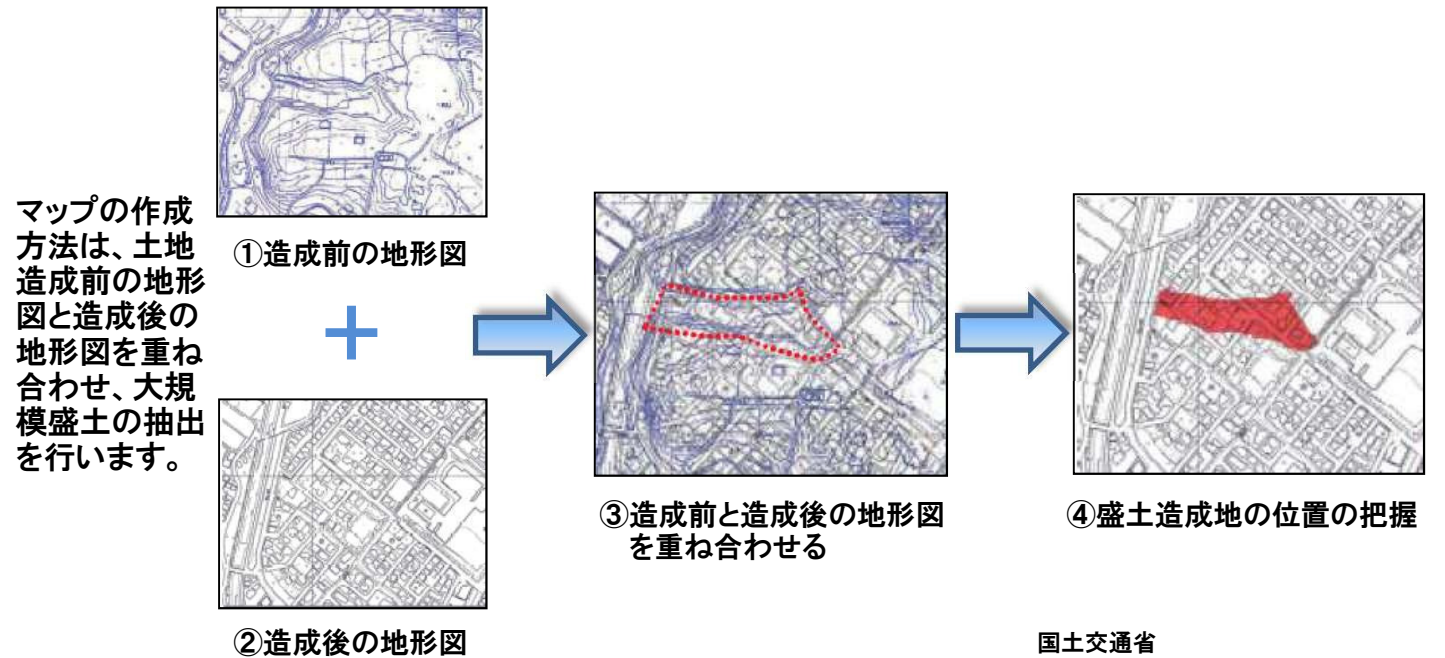 マップの作成
方法は、土地
造成前の地形
図と造成後の
地形図を重ね
合わせ、大規
模盛土の抽出
を行います。
①造成前の地形図
②造成後の地形図
③造成前と造成後の地形図
を重ね合わせる
④盛土造成地の位置の把握
国土交通省